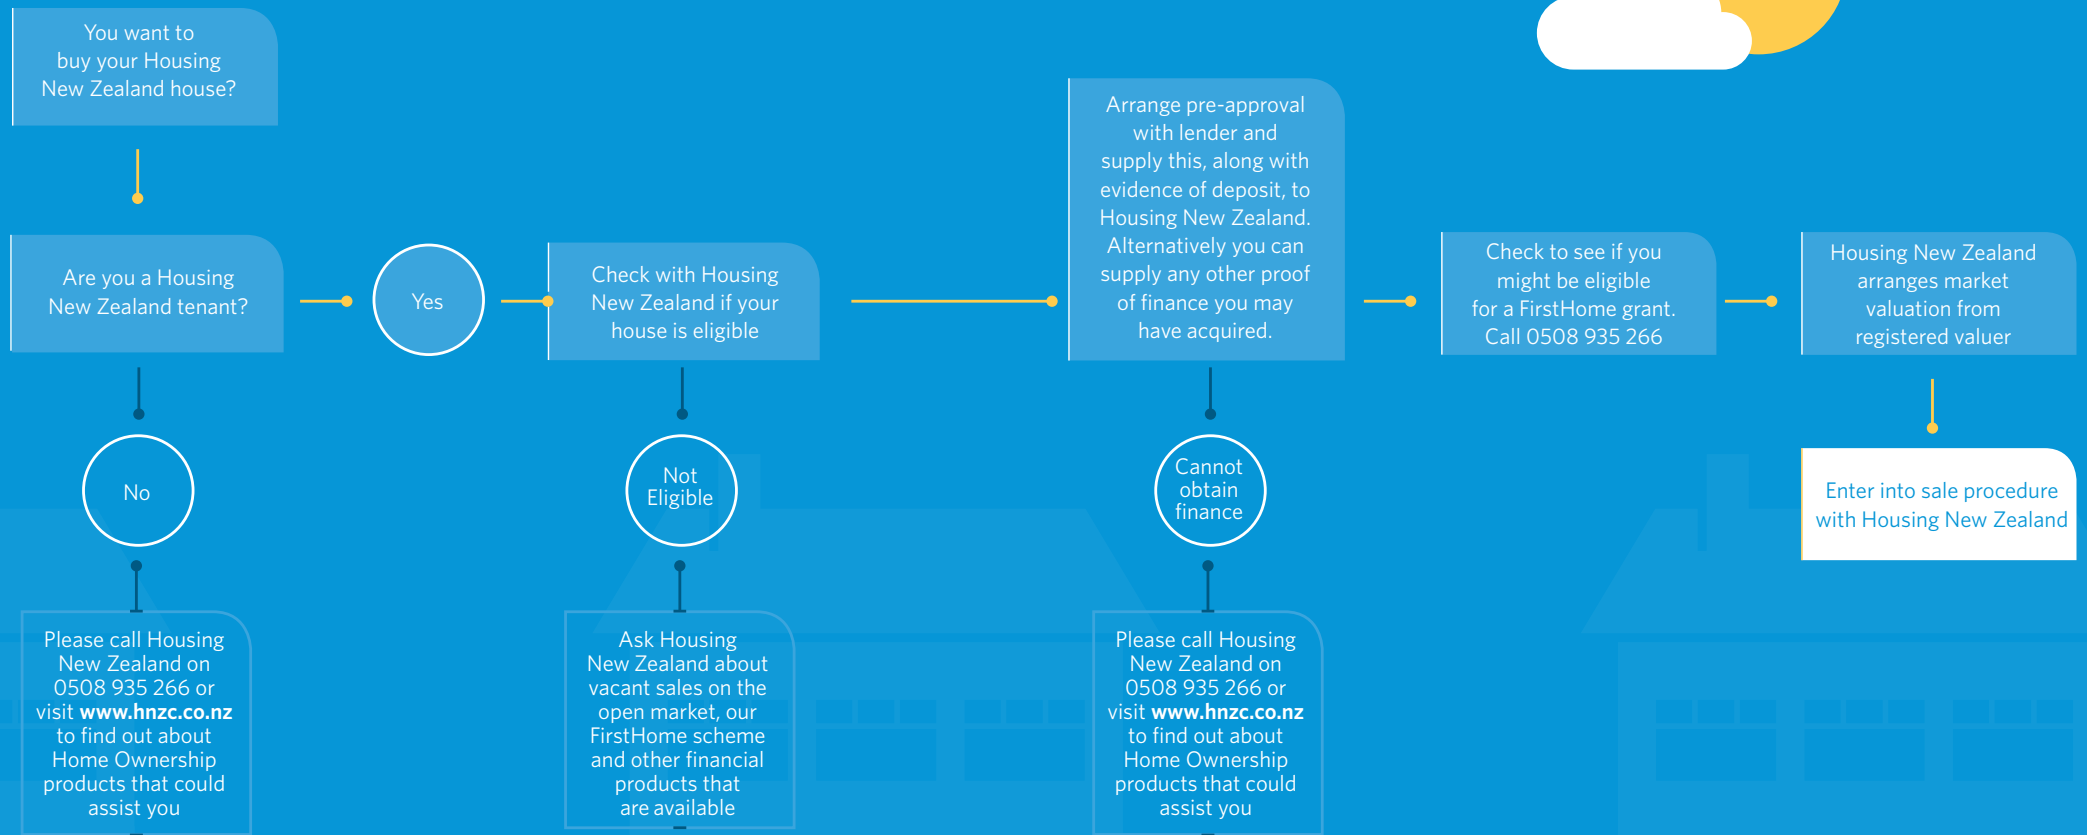 You want to
buy your Housing
New Zealand house?
Are you a Housing
New Zealand tenant?
Yes
Check with Housing
New Zealand if your
house is eligible
Arrange pre-approval
with lender and
supply this, along with
evidence of deposit, to
Housing New Zealand.
Alternatively you can
supply any other proof
of finance you may
have acquired.
Check to see if you
might be eligible
for a FirstHome grant.
Call 0508 935 266
Housing New Zealand
arranges market
valuation from
registered valuer
Enter into sale procedure
with Housing New Zealand
No
Please call Housing
New Zealand on
0508 935 266 or
visit www.hnzc.co.nz
to find out about
Home Ownership
products that could
assist you
Not
Eligible
Ask Housing
New Zealand about
vacant sales on the
open market, our
FirstHome scheme
and other financial
products that
are available
Cannot
obtain
finance
Please call Housing
New Zealand on
0508 935 266 or
visit www.hnzc.co.nz
to find out about
Home Ownership
products that could
assist you